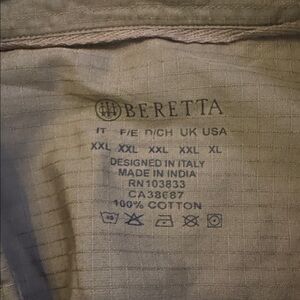 BERETTA
IT F/E D/CH UK USA
XXL XXL XXL XXL XL
DESIGNED IN ITALY
MADE IN INDIA
RN103833
CA38687
100% COTTON